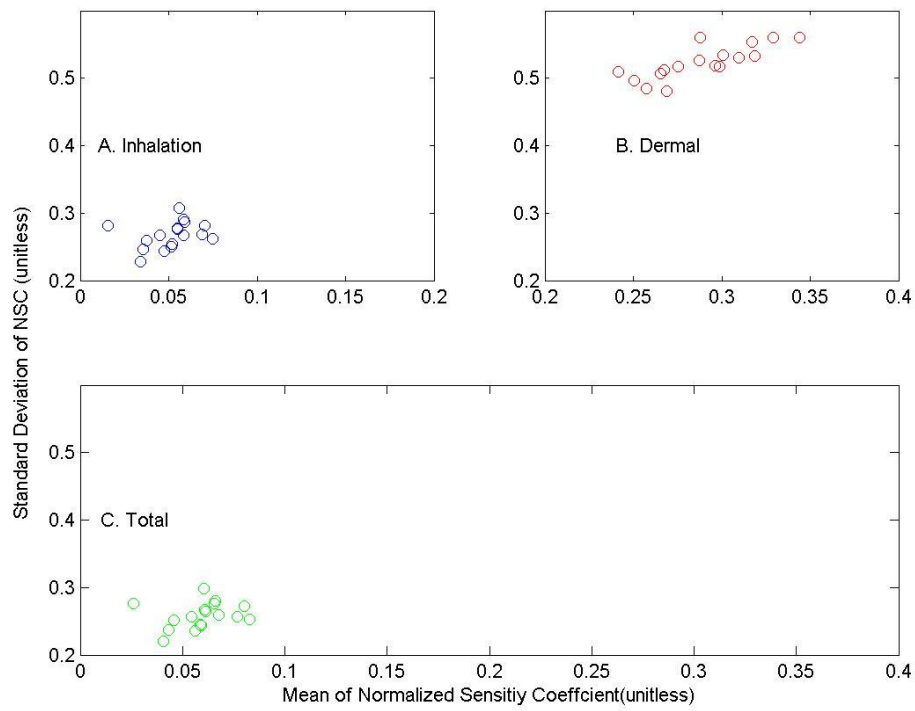 A. Inhalation
0.5
0.4
0.3
0.2
0 0.05 0.1 0.15 0.2
B. Dermal
0.5
0.4
0.3
0.2
0.2 0.25 0.3 0.35 0.4
Standard Deviation of NSC (unitless)
C. Total
0.5
0.4
0.3
0.2
0 0.05 0.1 0.15 0.2 0.25 0.3 0.35 0.4
Mean of Normalized Sensitiy Coeffcient(unitless)